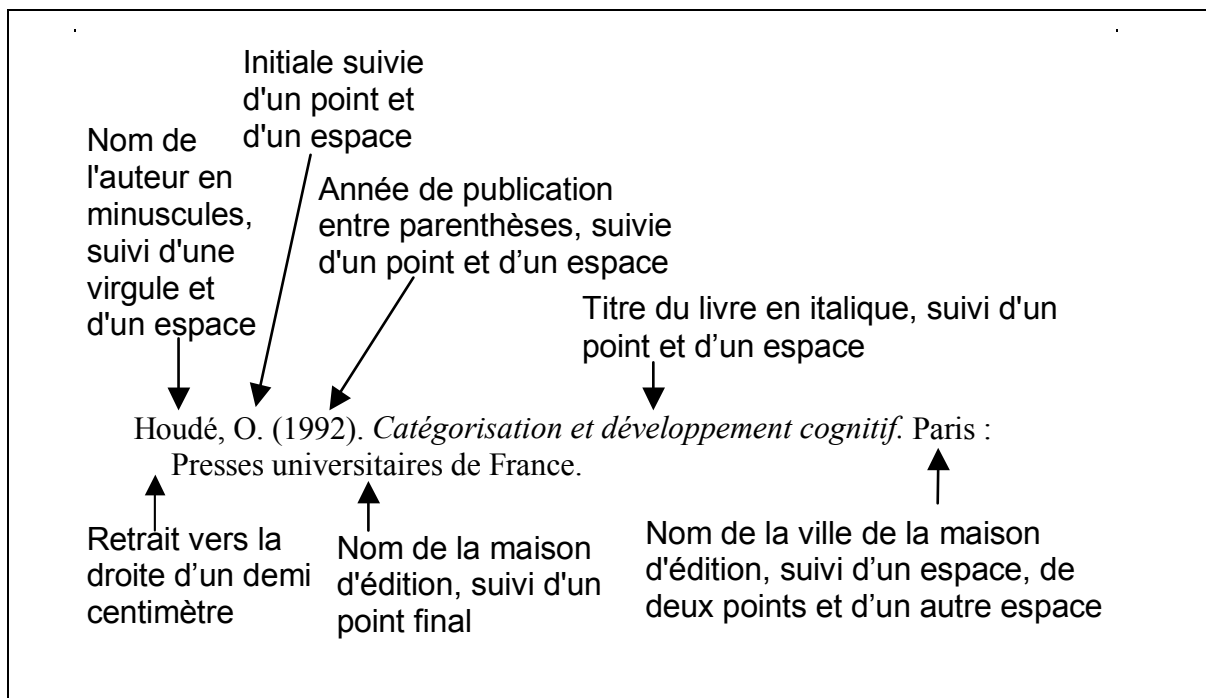 Initiale suivie
d'un point et
d'un espace
Nom de
l'auteur en
minuscules,
suivi d'une
virgule et
d'un espace
Année de publication
entre parenthèses, suivie
d'un point et d’un espace
Titre du livre en italique, suivi d'un
point et d’un espace
Houdé, O. (1992). Catégorisation et développement cognitif. Paris :
Presses universitaires de France.
Retrait vers la
droite d’un demi
centimètre
Nom de la maison
d'édition, suivi d'un
point final
Nom de la ville de la maison
d'édition, suivi d’un espace, de
deux points et d’un autre espace